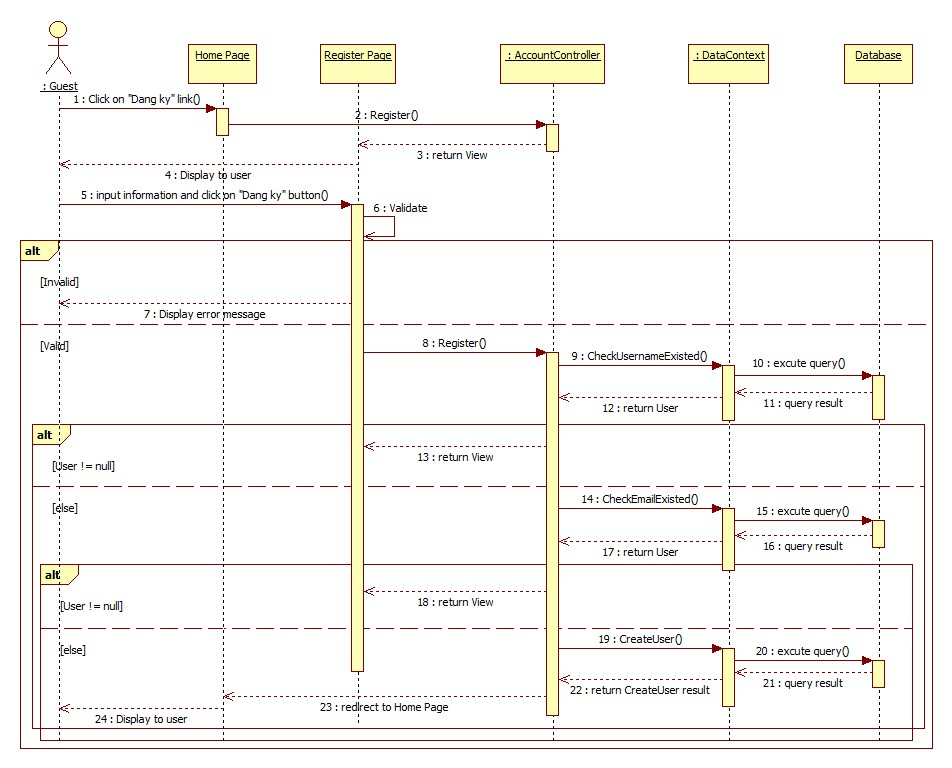 : Guest
Home Page
Register Page
: AccountController
: DataContext
Database
1 : Click on "Dang ky" link()
2 : Register()
3 : return View
4 : Display to user
5 : input information and click on "Dang ky" button()
6 : Validate
alt
[Invalid]
7 : Display error message
[Valid]
8 : Register()
9 : CheckUsernameExisted()
10 : excute query()
11 : query result
12 : return User
alt
13 : return View
[User != null]
14 : CheckEmailExisted()
[else]
15 : excute query()
16 : query result
17 : return User
alt
18 : return View
[User != null]
19 : CreateUser()
[else]
20 : excute query()
21 : query result
22 : return CreateUser result
23 : redirect to Home Page
24 : Display to user